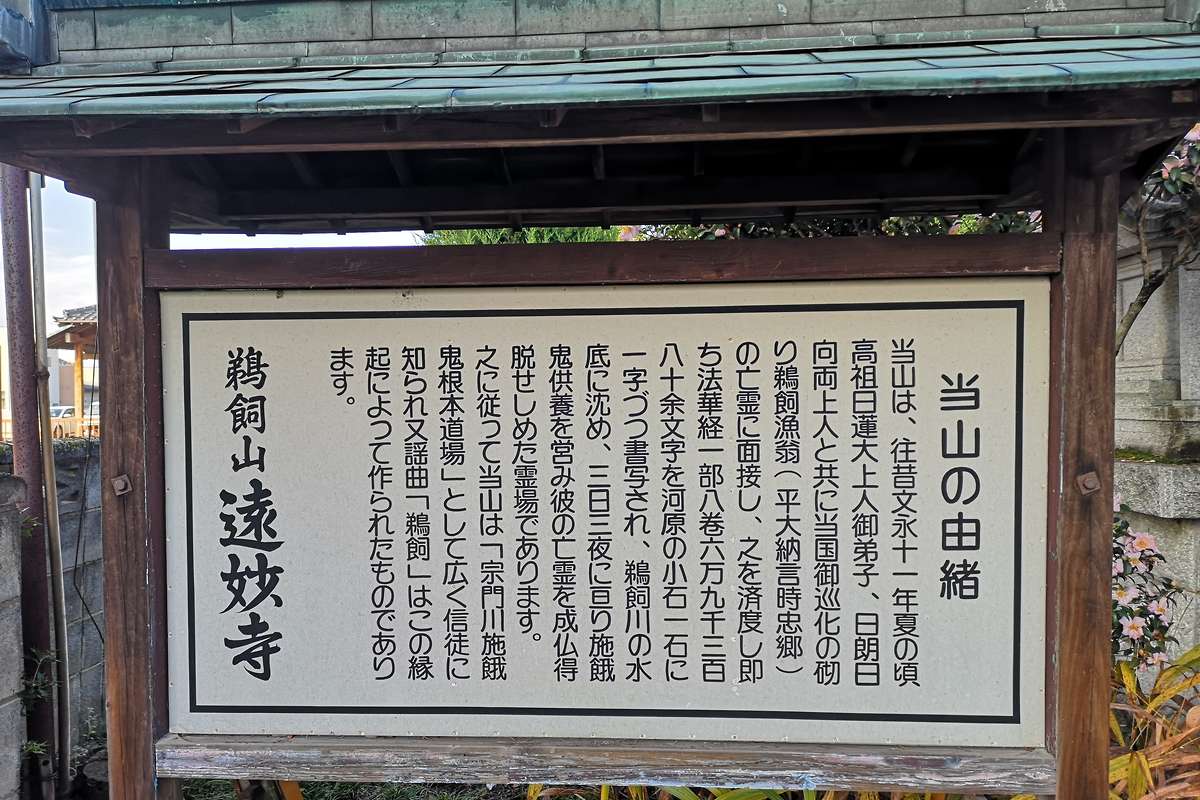 当山の由緒
当山は、往昔文永十一年夏の頃
高祖日蓮大上人御弟子、日朗日
向両上人と共に当国御巡化の砌
り鵜飼漁翁（平大納言時忠郷）
の亡霊に面接し、之を済度し即
ち法華経一部八巻六万九千三百
八十余文字を河原の小石一石に
一字づつ書写され、鵜飼川の水
底に沈め、三日三夜に亘り施餓
鬼供養を営み彼の亡霊を成仏得
脱せしめた霊場であります。
之に従って当山は「宗門川施餓
鬼根本道場」として広く信徒に
知られ又謡曲「鵜飼」はこの縁
起によって作られたものであり
ます。
鵜飼山遠妙寺